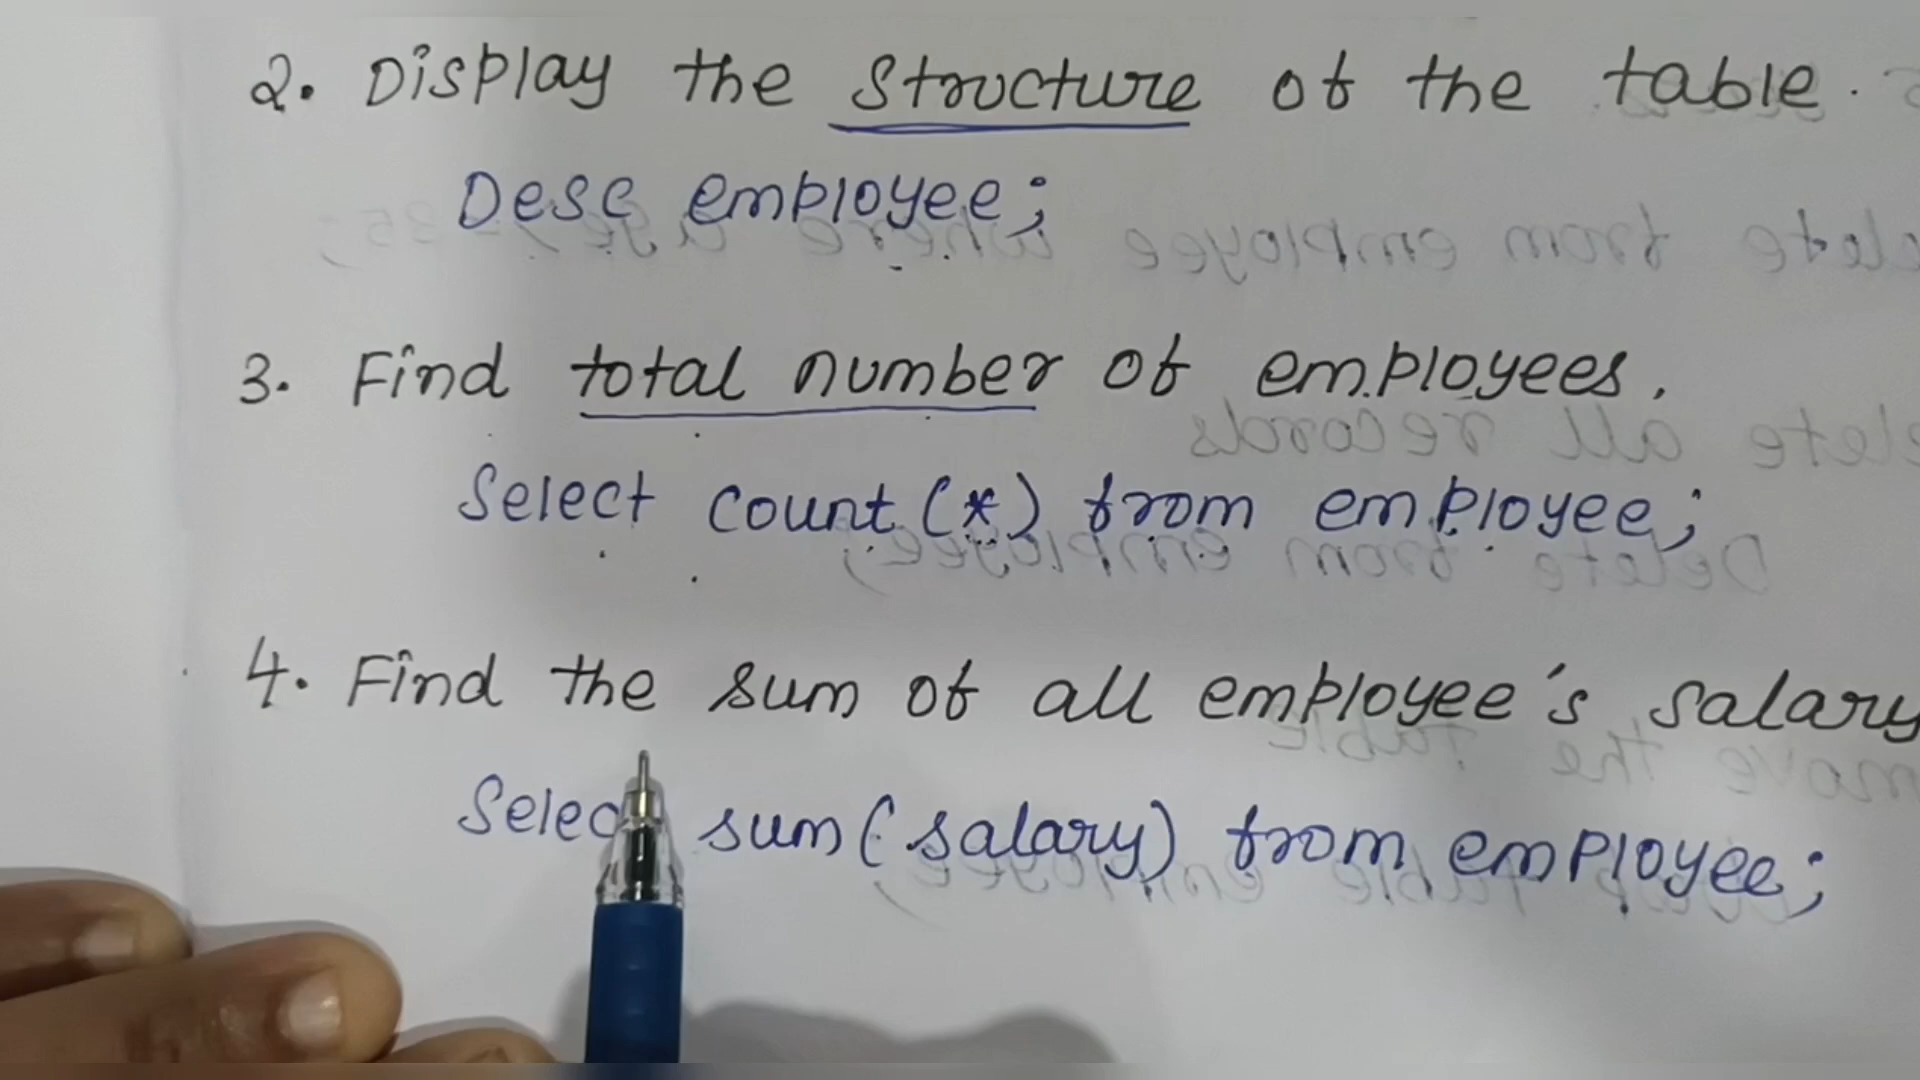 2. Display the structure of the table.
Desc employee;
3. Find total number of employees.
Select count(*) from employee;
4. Find the sum of all employee's salary
Selec sum(salary) from employee;